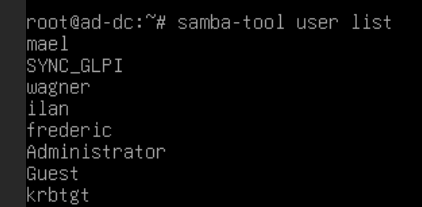 root@ad-dc:~# samba-tool user list
mael
SYNC_GLPI
wagner
ilan
frederic
Administrator
Guest
krbtgt